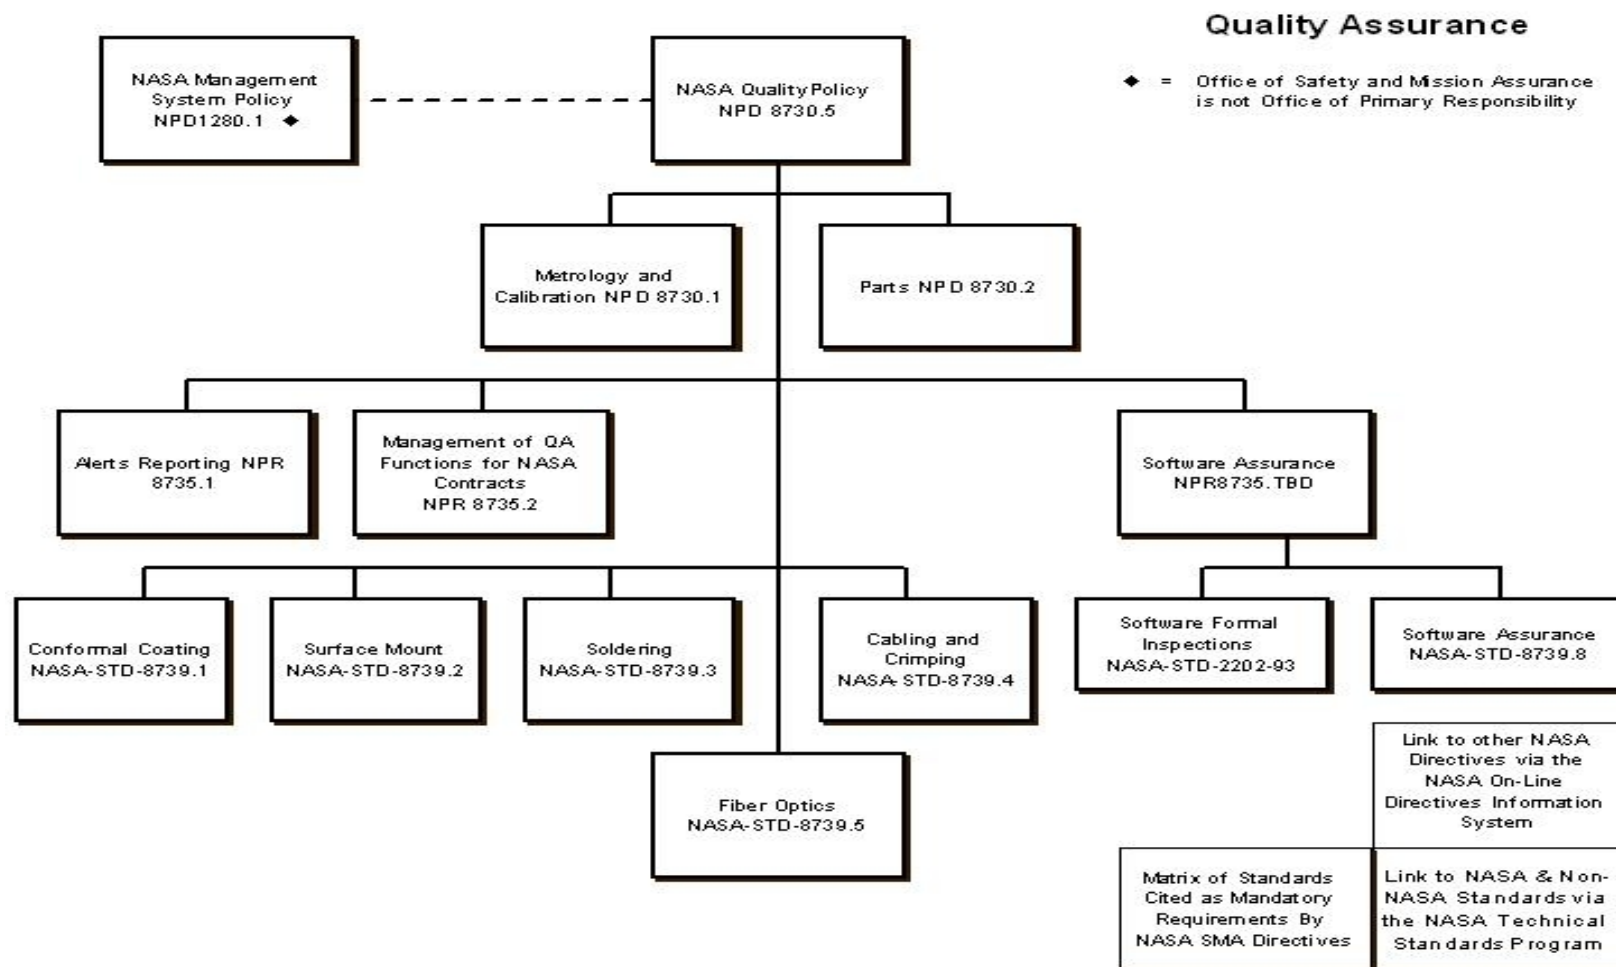 Quality Assurance
◆ = Office of Safety and Mission Assurance
is not Office of Primary Responsibility
NASA Management
System Policy
NPD1280.1 ◆
NASA QualityPolicy
NPD 8730.5
Metrology and
Calibration NPD 8730.1
Parts NPD 8730.2
Alerts Reporting NPR
8735.1
Management of QA
Functions for NASA
Contracts
NPR 8735.2
Software Assurance
NPR8735.TBD
Conformal Coating
NASA-STD-8739.1
Surface Mount
NASA-STD-8739.2
Soldering
NASA-STD-8739.3
Cabling and
Crimping
NASA-STD-8739.4
Software Formal
Inspections
NASA-STD-2202-93
Software Assurance
NASA-STD-8739.8
Fiber Optics
NASA-STD-8739.5
Link to other NASA
Directives via the
NASA On-Line
Directives Information
System
Matrix of Standards
Cited as Mandatory
Requirements By
NASA SMA Directives
Link to NASA & Non-
NASA Standards via
the NASA Technical
Standards Program